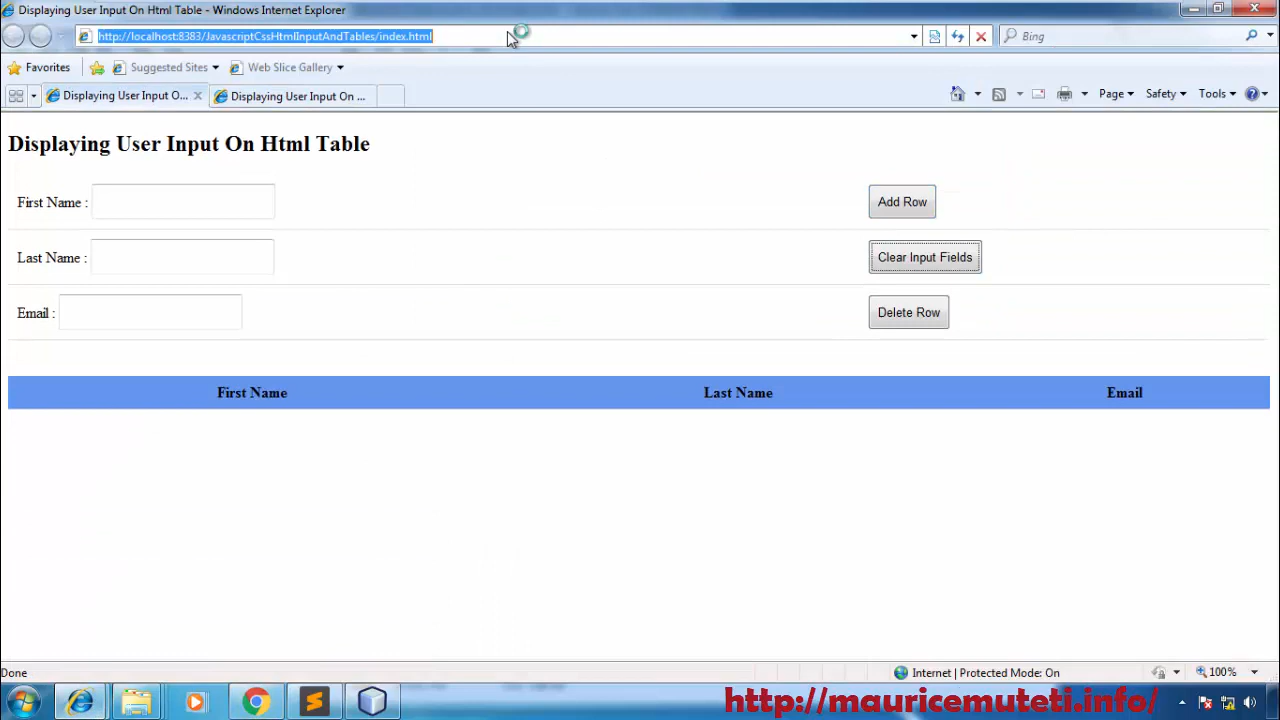 Displaying User Input On Html Table - Windows Internet Explorer
http://localhost:8383/JavascriptCssHtmlInputAndTables/index.html
Bing
Favorites
Suggested Sites
Web Slice Gallery
Displaying User Input O...
Displaying User Input On ...
Page
Safety
Tools
Displaying User Input On Html Table
First Name :
Add Row
Last Name :
Clear Input Fields
Email :
Delete Row
First Name
Last Name
Email
Done
Internet | Protected Mode: On
100%
http://mauricemuteti.info/